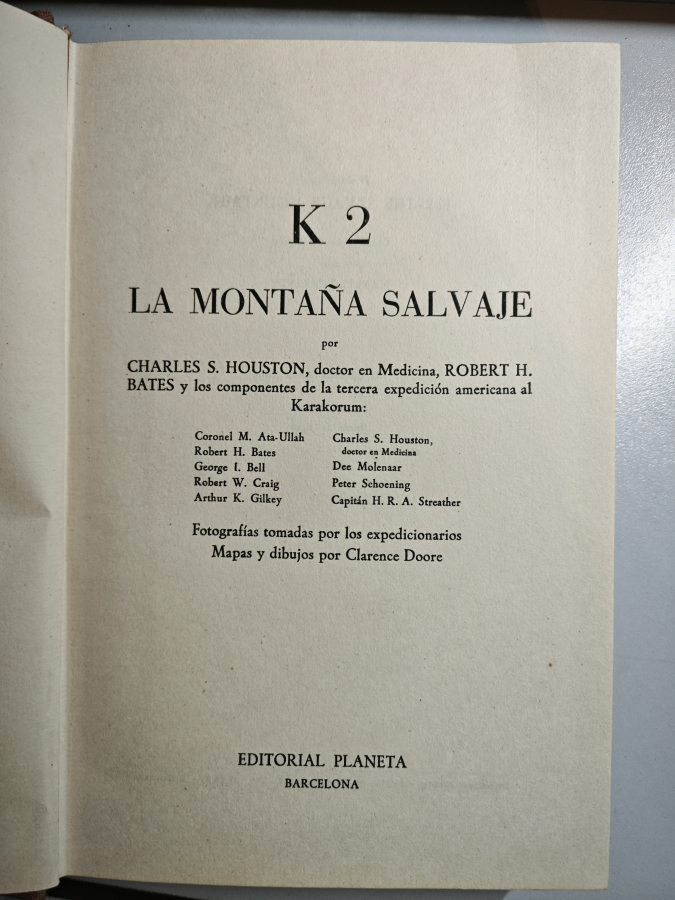 K 2
LA MONTAÑA SALVAJE
por
CHARLES S. HOUSTON, doctor en Medicina, ROBERT H.
BATES y los componentes de la tercera expedición americana al
Karakorum:
Coronel M. Ata-Ullah
Robert H. Bates
George I. Bell
Robert W. Craig
Arthur K. Gilkey
Charles S. Houston,
doctor en Medicina
Dee Molenaar
Peter Schoening
Capitán H. R. A. Streather
Fotografías tomadas por los expedicionarios
Mapas y dibujos por Clarence Doore
EDITORIAL PLANETA
BARCELONA